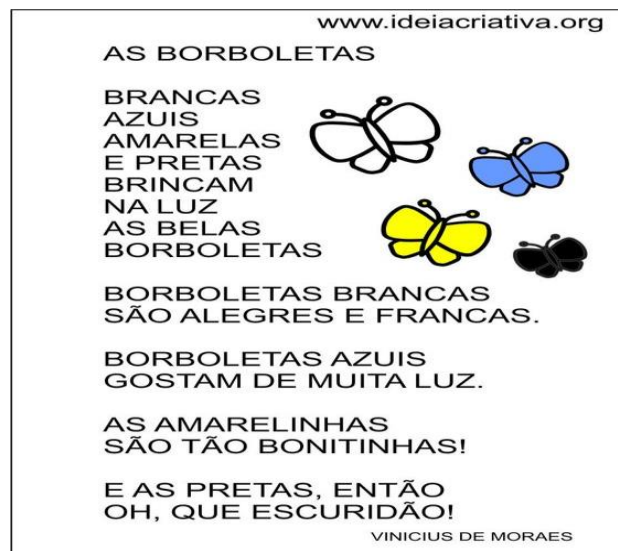 www.ideiacriativa.org
AS BORBOLETAS
BRANCAS
AZUIS
AMARELAS
E PRETAS
BRINCAM
NA LUZ
AS BELAS
BORBOLETAS
BORBOLETAS BRANCAS
SÃO ALEGRES E FRANCAS.
BORBOLETAS AZUIS
GOSTAM DE MUITA LUZ.
AS AMARELINHAS
SÃO TÃO BONITINHAS!
E AS PRETAS, ENTÃO
OH, QUE ESCURIDÃO!
VINICIUS DE MORAES